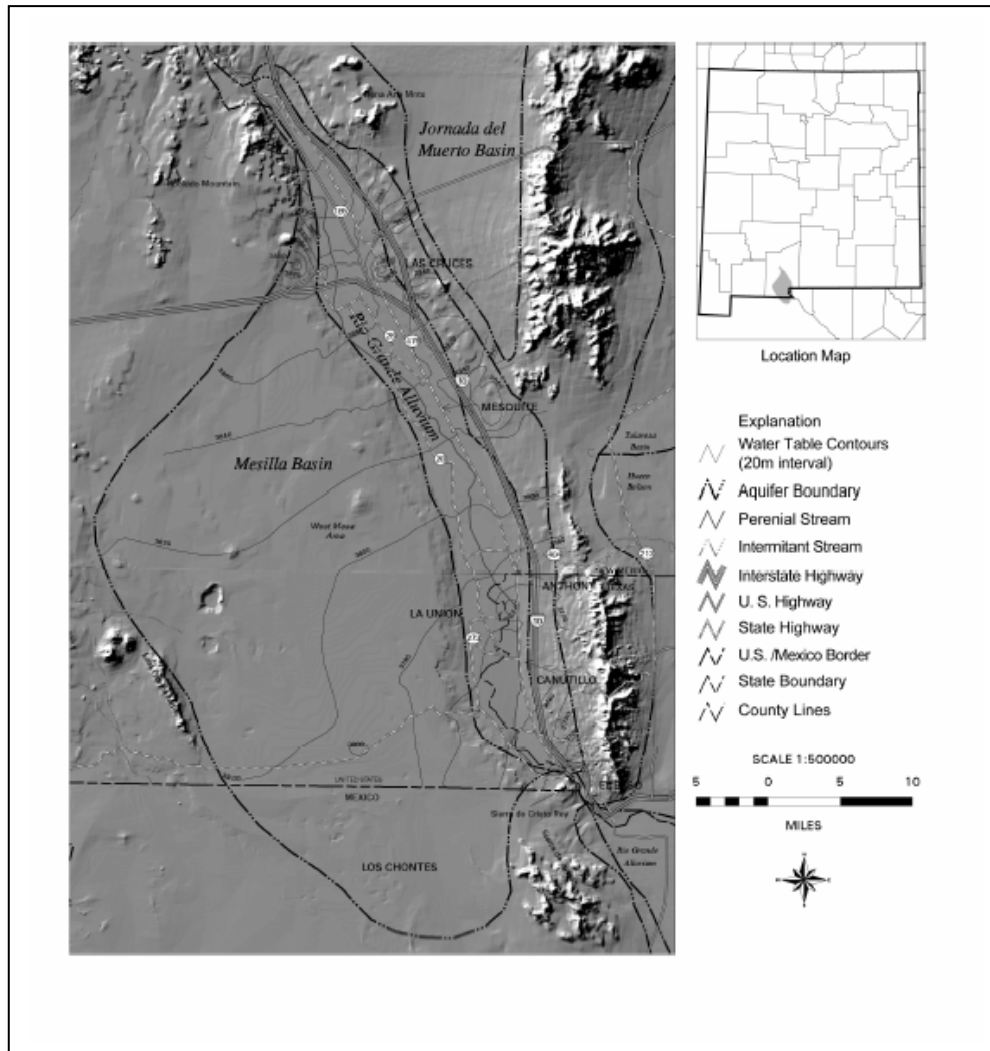 Jornada del
Muerto Basin
LAS CRUCES
Rio Grande Alluvium
MESQUITE
Mesilla Basin
West Mesa
Area
ANTHONY
LA UNION
CANUTILLO
UNITED STATES
MEXICO
Sierra de Cristo Rey
LOS CHONTES
Rio Grande
Alluvium
Location Map
Explanation
Water Table Contours
(20m interval)
Aquifer Boundary
Perenial Stream
Intermitant Stream
Interstate Highway
U. S. Highway
State Highway
U.S. /Mexico Border
State Boundary
County Lines
SCALE 1:500000
5 0 5 10
MILES